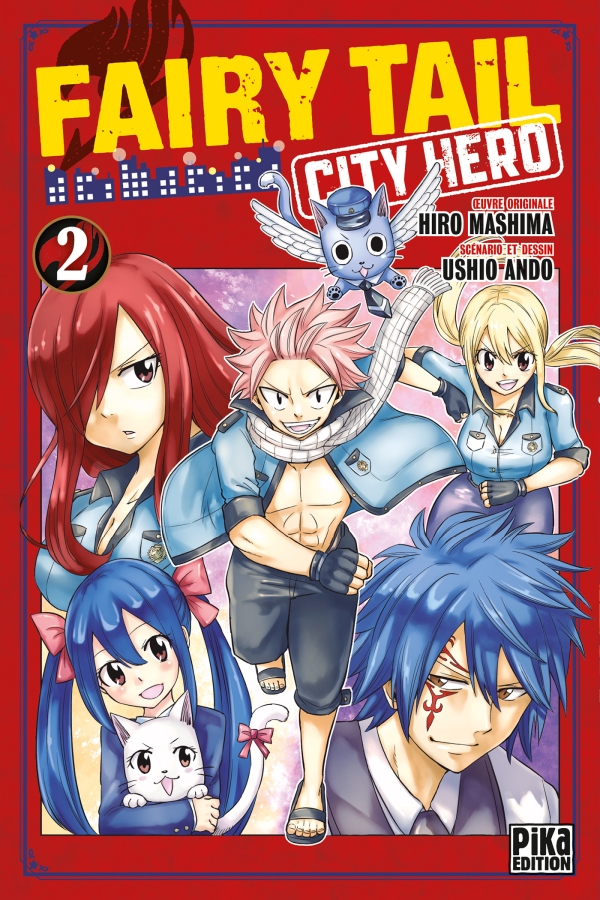 FAIRY TAIL
CITY HERO
ŒUVRE ORIGINALE
HIRO MASHIMA
SCÉNARIO ET DESSIN
USHIO ANDO
2
PiKa
EDITION